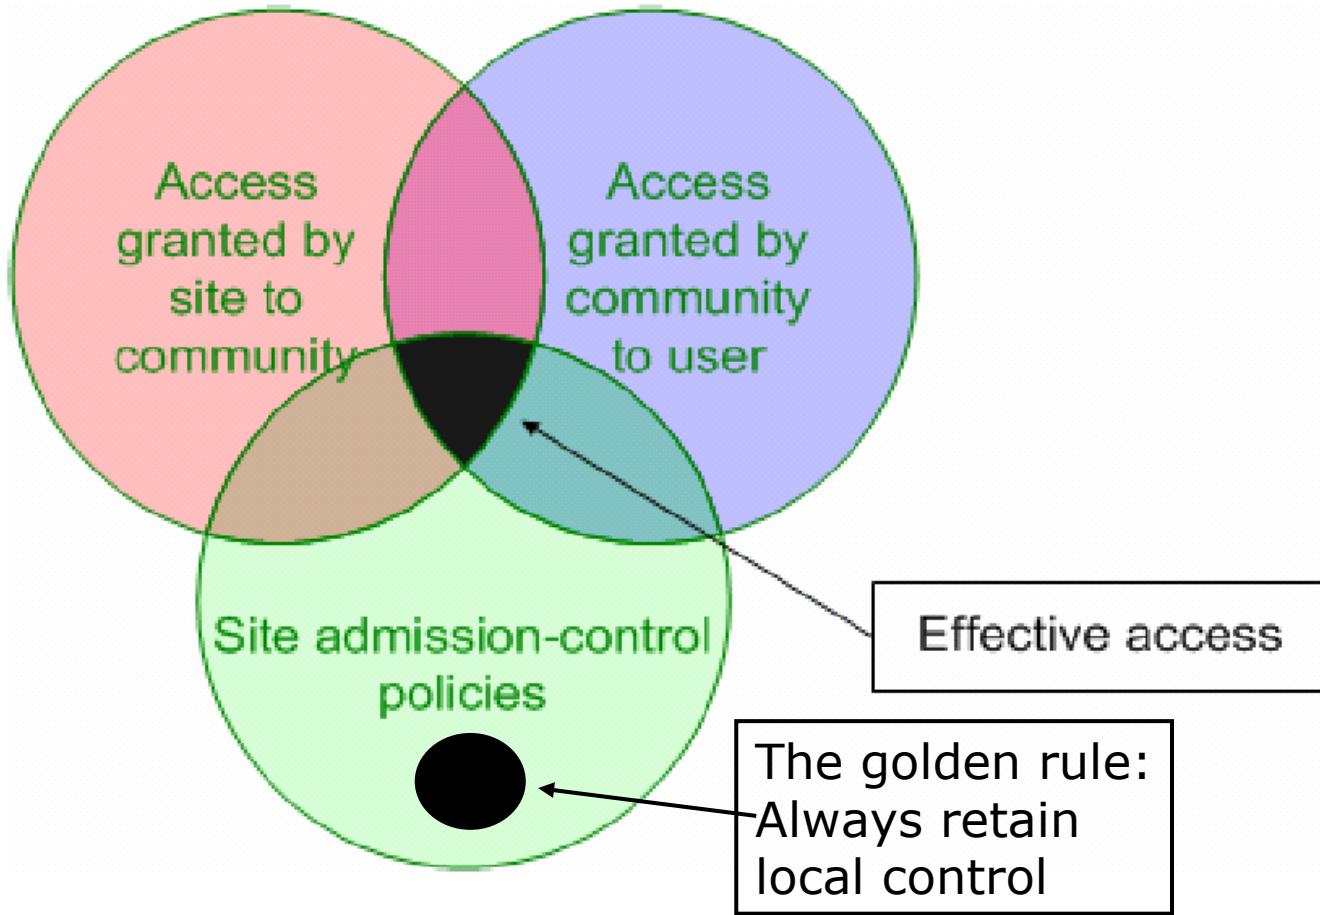 Access
granted by
site to
community
Access
granted by
community
to user
Site admission-control
policies
Effective access
The golden rule:
Always retain
local control